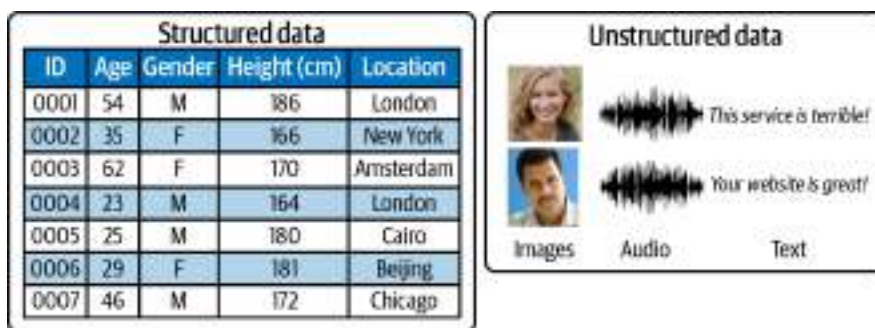 Structured data
ID Age Gender Height (cm) Location
0001 54 M 186 London
0002 35 F 166 New York
0003 62 F 170 Amsterdam
0004 23 M 164 London
0005 25 M 180 Cairo
0006 29 F 181 Beijing
0007 46 M 172 Chicago
Unstructured data
This service is terrible!
Your website is great!
Images Audio Text